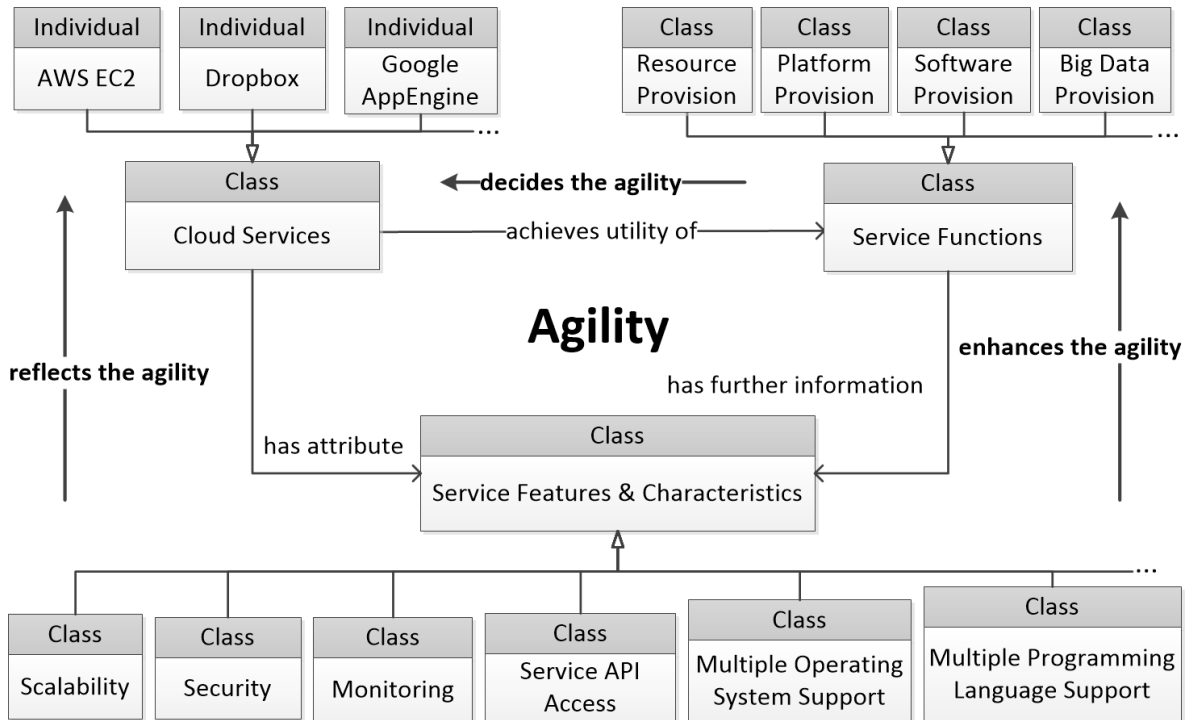 Individual
AWS EC2
Individual
Dropbox
Individual
Google
AppEngine
...
Class
Resource
Provision
Class
Platform
Provision
Class
Software
Provision
Class
Big Data
Provision
...
Class
Cloud Services
decides the agility
achieves utility of
Class
Service Functions
Agility
reflects the agility
enhances the agility
has further information
has attribute
Class
Service Features & Characteristics
...
Class
Scalability
Class
Security
Class
Monitoring
Class
Service API
Access
Class
Multiple Operating
System Support
Class
Multiple Programming
Language Support